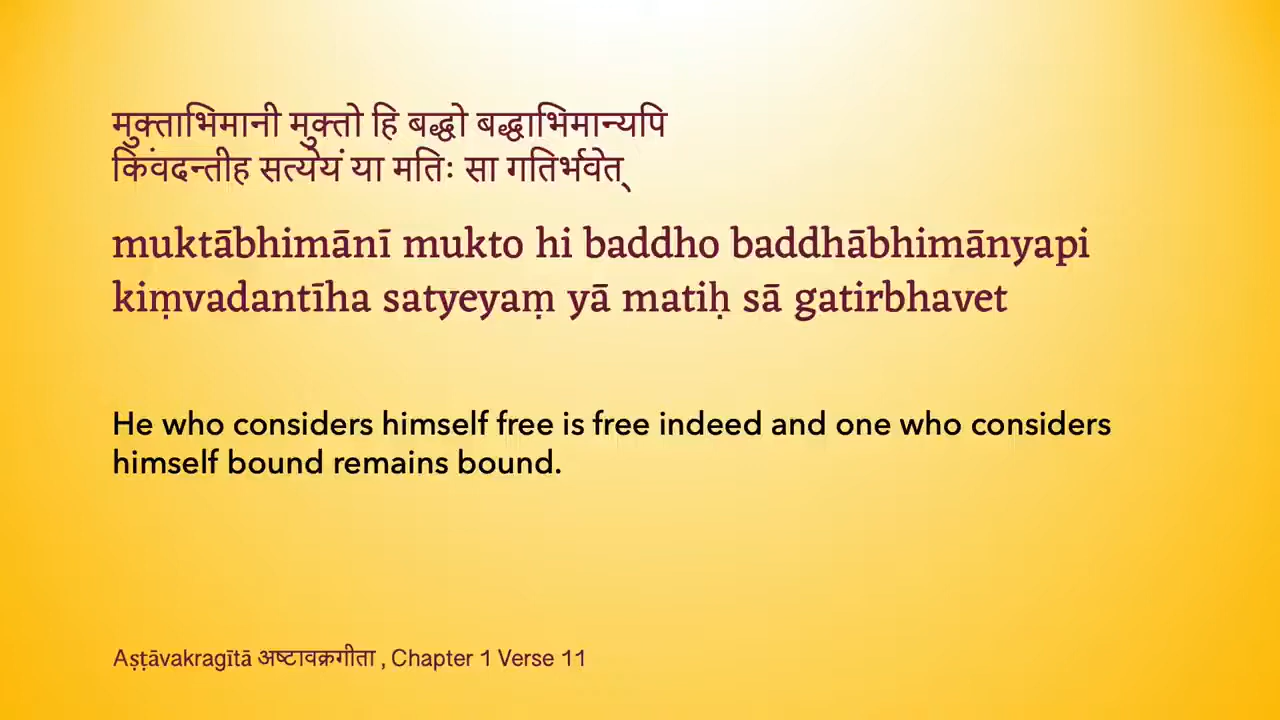 मुक्ताभिमानी मुक्तो हि बद्धो बद्धाभिमान्यपि
किंवदन्तीह सत्येयं या मतिः सा गतिर्भवेत्
muktābhimānī mukto hi baddho baddhābhimānyapi
kiṃvadantīha satyeyaṃ yā matiḥ sā gatirbhavet
He who considers himself free is free indeed and one who considers
himself bound remains bound.
Aṣṭāvakragītā अष्टावक्रगीता , Chapter 1 Verse 11